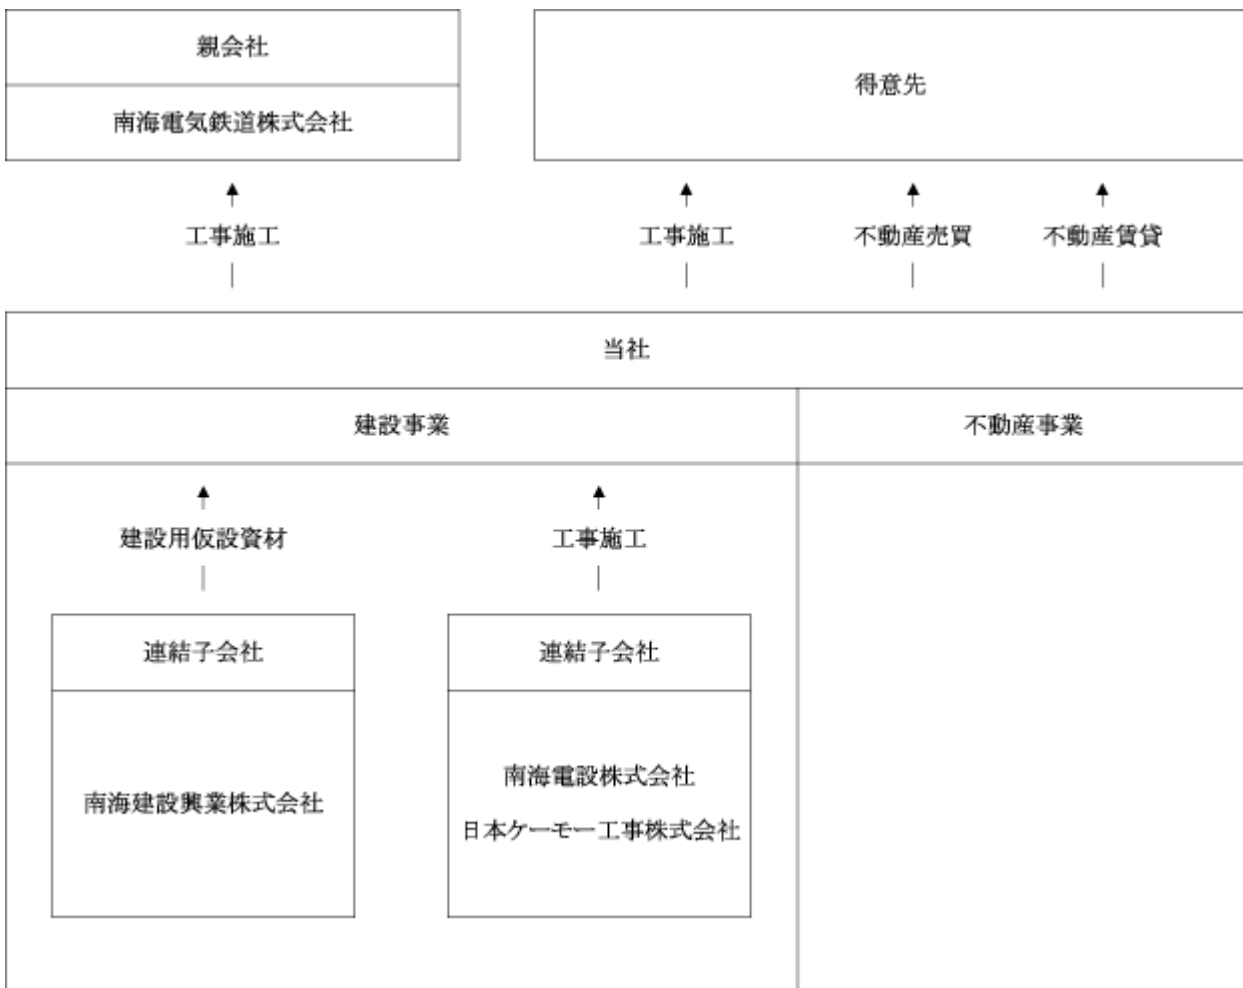 親会社
南海電気鉄道株式会社
得意先
工事施工
工事施工
不動産売買
不動産賃貸
当社
建設事業
不動産事業
建設用仮設資材
工事施工
連結子会社
南海建設興業株式会社
連結子会社
南海電設株式会社
日本ケーモー工事株式会社